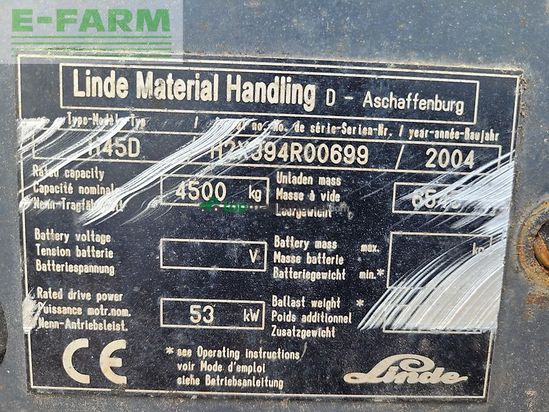 E-FARM
Linde Material Handling D - Aschaffenburg
Type-Modell-Typ no.-No. de série-Serien-Nr. / year-année-Baujahr
H45D H2X394R00699 / 2004
Rated capacity
Capacité nominale 4500 kg
Nenn-Tragfähigkeit
Unladen mass
Masse à vide
Leergewicht
Battery voltage
Tension batterie V
Batteriespannung
Battery mass max.
Masse batterie
Batteriegewicht min.*
Rated drive power
Puissance motr.nom 53 kW
Nenn-Antriebsleist.
Ballast weight *
Poids additionnel
Zusatzgewicht
CE
* see Operating instructions
voir Mode d'emploi
siehe Betriebsanleitung
Linde